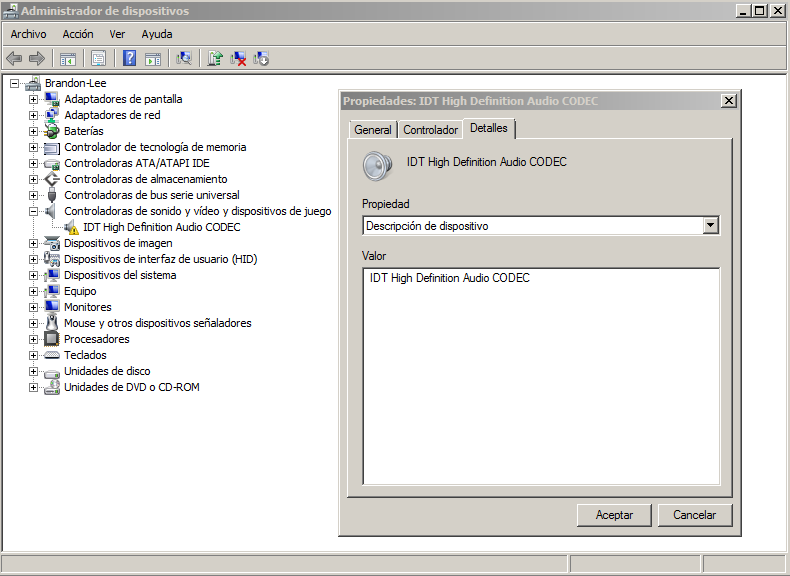 Administrador de dispositivos
Archivo Acción Ver Ayuda
Brandon-Lee
Adaptadores de pantalla
Adaptadores de red
Baterías
Controlador de tecnología de memoria
Controladoras ATA/ATAPI IDE
Controladoras de almacenamiento
Controladoras de bus serie universal
Controladoras de sonido y vídeo y dispositivos de juego
IDT High Definition Audio CODEC
Dispositivos de imagen
Dispositivos de interfaz de usuario (HID)
Dispositivos del sistema
Equipo
Monitores
Mouse y otros dispositivos señaladores
Procesadores
Teclados
Unidades de disco
Unidades de DVD o CD-ROM
Propiedades: IDT High Definition Audio CODEC
General Controlador Detalles
IDT High Definition Audio CODEC
Propiedad
Descripción de dispositivo
Valor
IDT High Definition Audio CODEC
Aceptar Cancelar